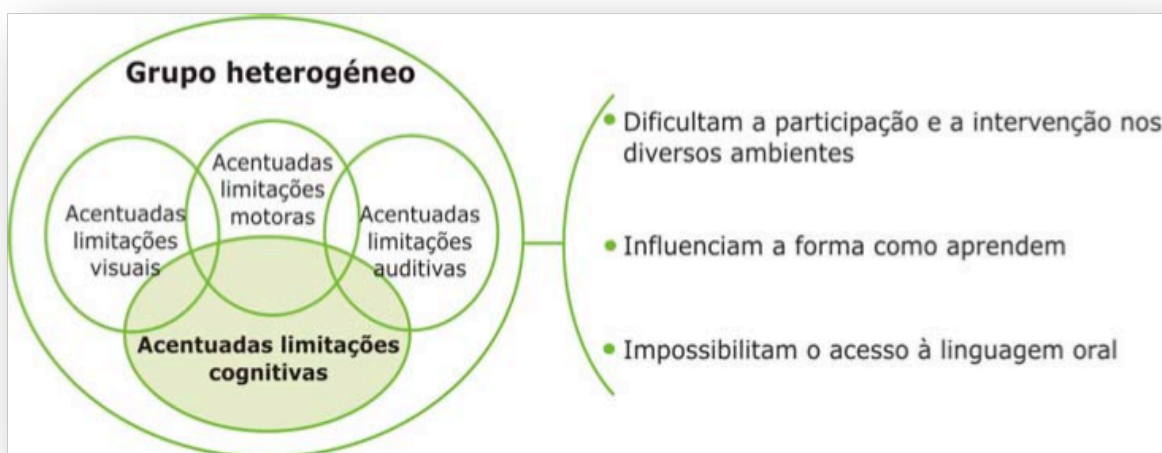 Grupo heterogéneo
Acentuadas
limitações
visuais
Acentuadas
limitações
motoras
Acentuadas
limitações
auditivas
Acentuadas limitações
cognitivas
• Dificultam a participação e a intervenção nos
diversos ambientes
• Influenciam a forma como aprendem
• Impossibilitam o acesso à linguagem oral